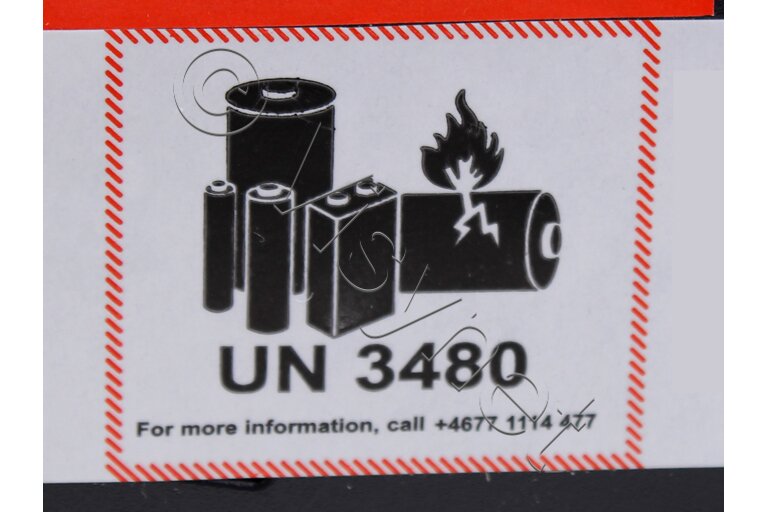 UN 3480
For more information, call +4677 1114 477